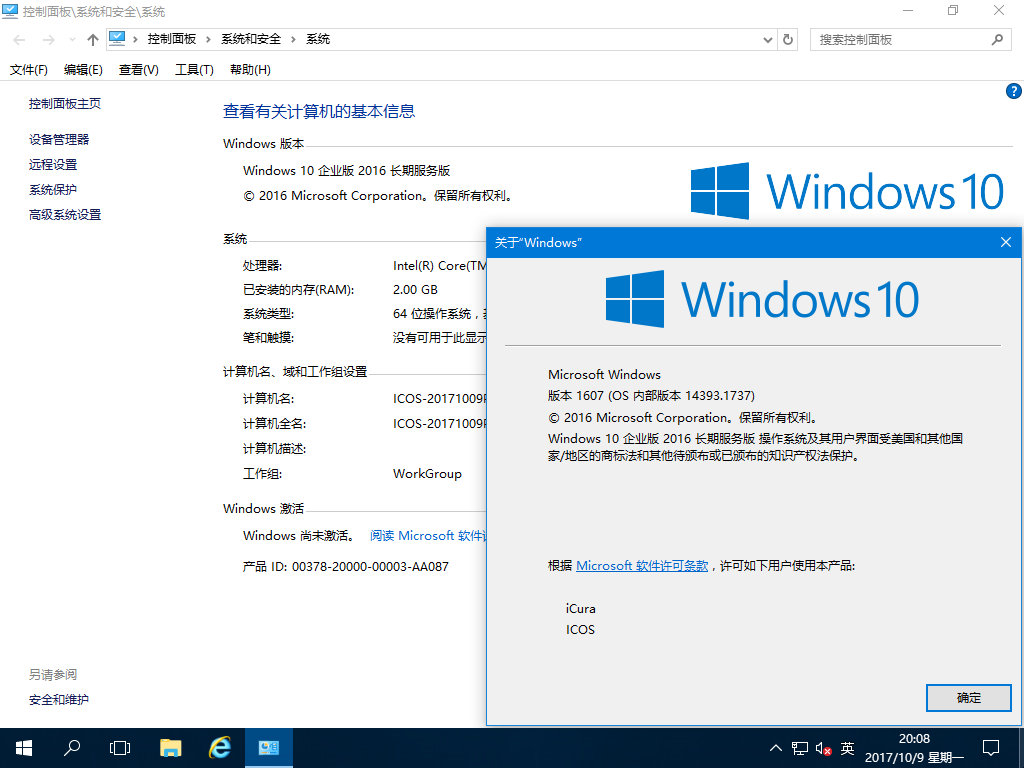 控制面板\系统和安全\系统
控制面板 › 系统和安全 › 系统
搜索控制面板
文件(F) 编辑(E) 查看(V) 工具(T) 帮助(H)
控制面板主页
设备管理器
远程设置
系统保护
高级系统设置
另请参阅
安全和维护
查看有关计算机的基本信息
Windows 版本
Windows 10 企业版 2016 长期服务版
© 2016 Microsoft Corporation。保留所有权利。
Windows 10
系统
处理器: Intel(R) Core(TM
已安装的内存(RAM): 2.00 GB
系统类型: 64 位操作系统，
笔和触摸: 没有可用于此显示
计算机名、域和工作组设置
计算机名: ICOS-20171009
计算机全名: ICOS-20171009
计算机描述:
工作组: WorkGroup
Windows 激活
Windows 尚未激活。 阅读 Microsoft 软件
产品 ID: 00378-20000-00003-AA087
关于"Windows"
Windows 10
Microsoft Windows
版本 1607 (OS 内部版本 14393.1737)
© 2016 Microsoft Corporation。保留所有权利。
Windows 10 企业版 2016 长期服务版 操作系统及其用户界面受美国和其他国
家/地区的商标法和其他待颁布或已颁布的知识产权法保护。
根据 Microsoft 软件许可条款，许可如下用户使用本产品:
iCura
ICOS
确定
英
20:08
2017/10/9 星期一